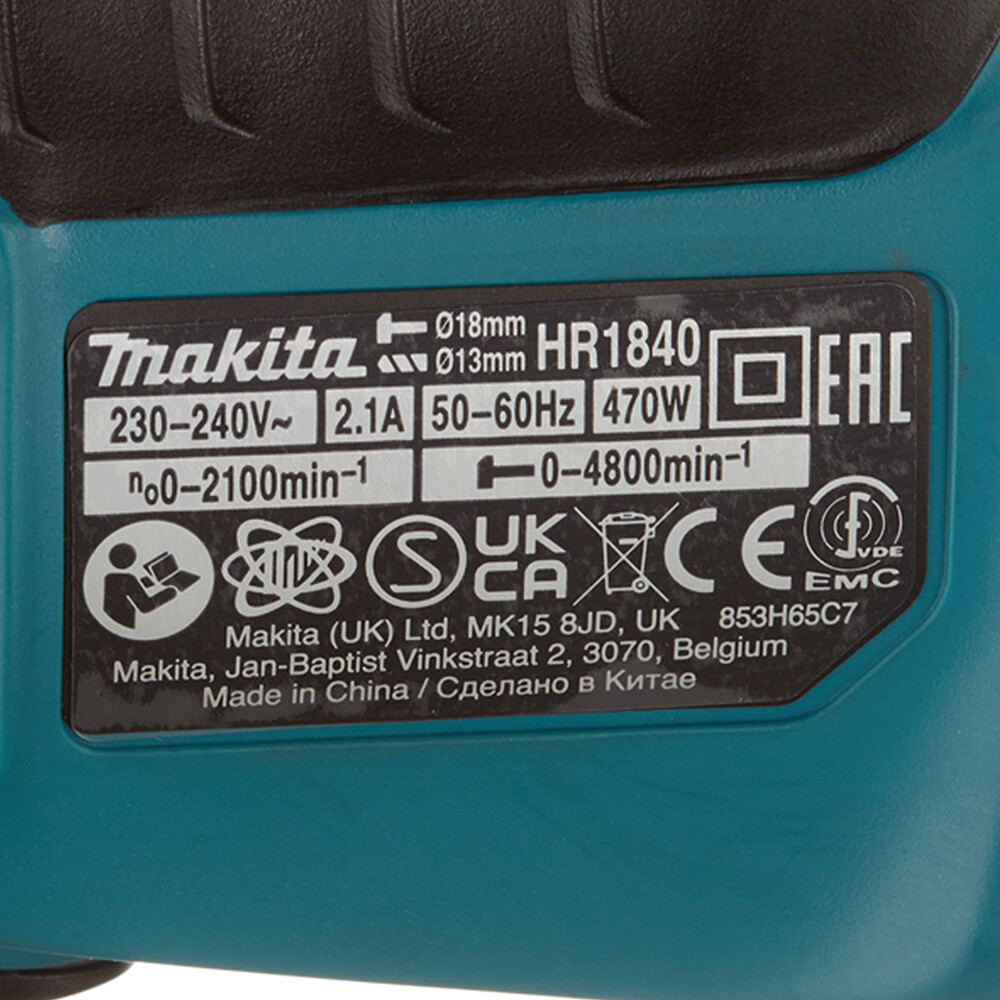 makita Ø18mm HR1840
Ø13mm
230–240V~ 2.1A 50–60Hz 470W EAC
n₀0–2100min⁻¹ 0–4800min⁻¹
S UK CA CE VDE EMC
Makita (UK) Ltd, MK15 8JD, UK 853H65C7
Makita, Jan-Baptist Vinkstraat 2, 3070, Belgium
Made in China / Сделано в Китае